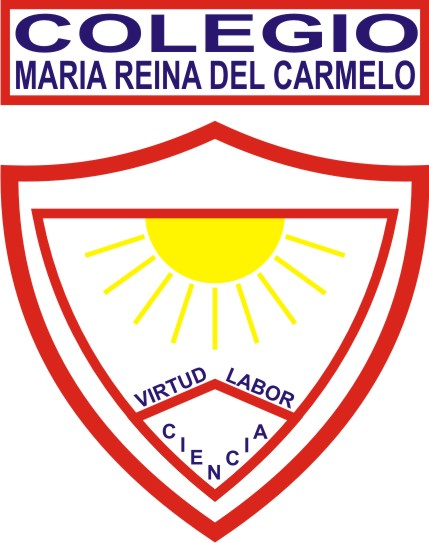 COLEGIO
MARIA REINA DEL CARMELO
VIRTUD LABOR
CIENCIA